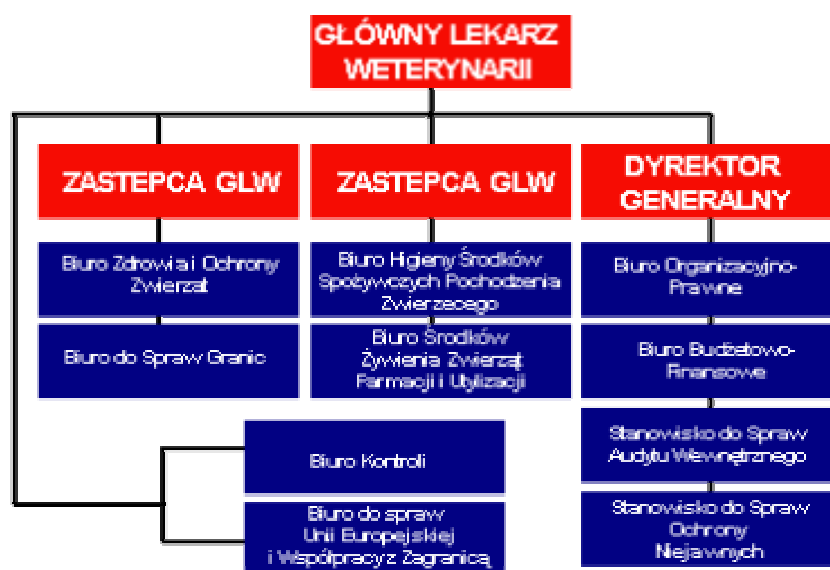 GŁÓWNY LEKARZ
WETERYNARII
ZASTEPCA GLW
ZASTEPCA GLW
DYREKTOR
GENERALNY
Biuro Zdrowia i Ochrony
Zwierzat
Biuro Higieny Środków
Spożywczych Pochodzenia
Zwierzecego
Biuro Organizacyjno-
Prawne
Biuro do Spraw Granic
Biuro Środków
Żywienia Zwierząt
Farmacji i Utylizacji
Biuro Budżetowo-
Finansowe
Biuro Kontroli
Stanowisko do Spraw
Audytu Wewnętrznego
Biuro do spraw
Unii Europejskiej
i Współpracy z Zagranicą
Stanowisko do Spraw
Ochrony
Niejawnych